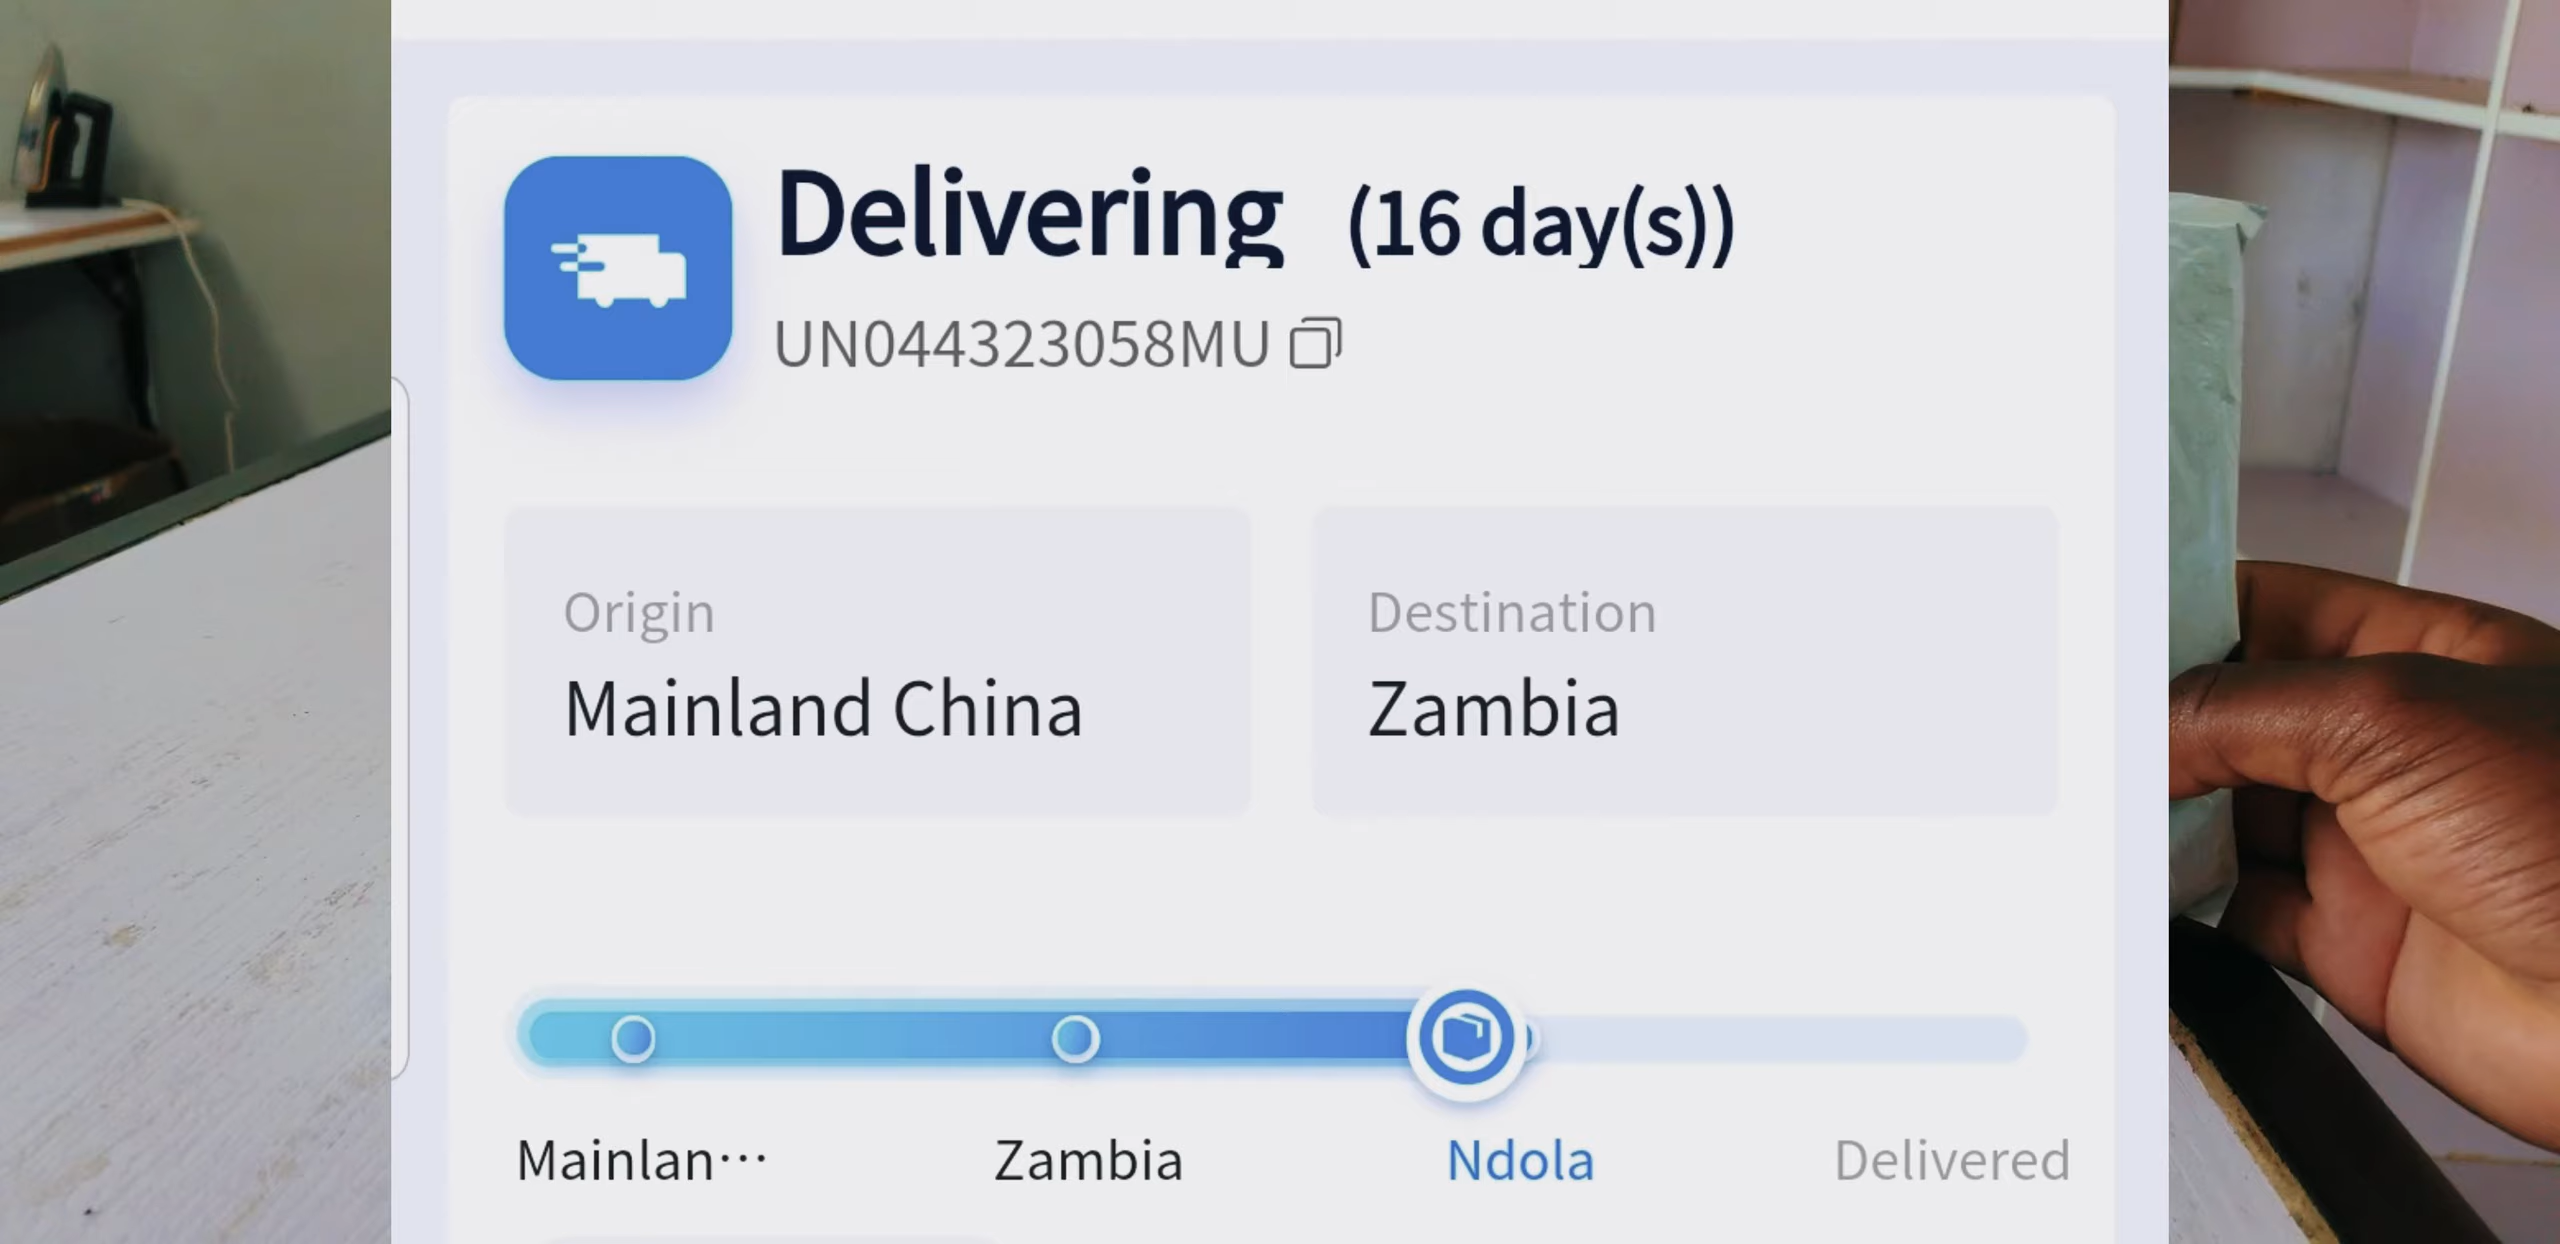 Delivering (16 day(s))
UN044323058MU
Origin
Mainland China
Destination
Zambia
Mainlan···
Zambia
Ndola
Delivered